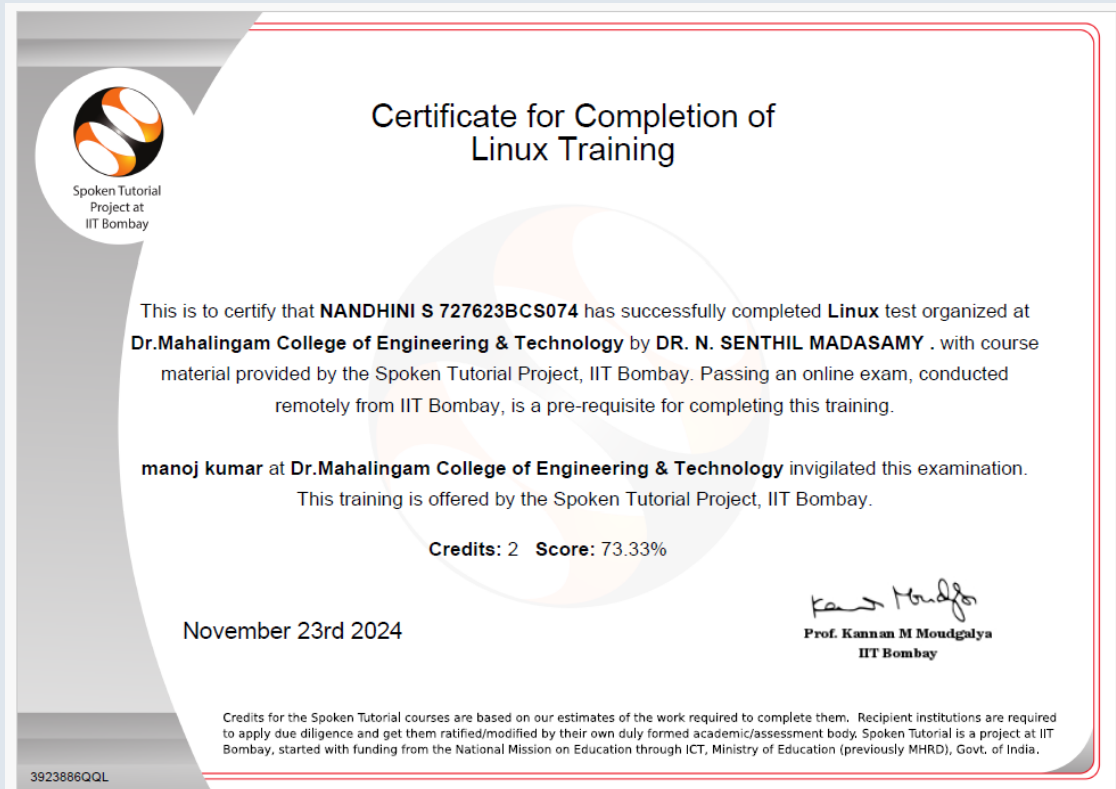 Spoken Tutorial
Project at
IIT Bombay
Certificate for Completion of
Linux Training
This is to certify that NANDHINI S 727623BCS074 has successfully completed Linux test organized at
Dr.Mahalingam College of Engineering & Technology by DR. N. SENTHIL MADASAMY . with course
material provided by the Spoken Tutorial Project, IIT Bombay. Passing an online exam, conducted
remotely from IIT Bombay, is a pre-requisite for completing this training.
manoj kumar at Dr.Mahalingam College of Engineering & Technology invigilated this examination.
This training is offered by the Spoken Tutorial Project, IIT Bombay.
Credits: 2 Score: 73.33%
November 23rd 2024
Prof. Kannan M Moudgalya
IIT Bombay
Credits for the Spoken Tutorial courses are based on our estimates of the work required to complete them. Recipient institutions are required
to apply due diligence and get them ratified/modified by their own duly formed academic/assessment body. Spoken Tutorial is a project at IIT
Bombay, started with funding from the National Mission on Education through ICT, Ministry of Education (previously MHRD), Govt. of India.
3923886QQL